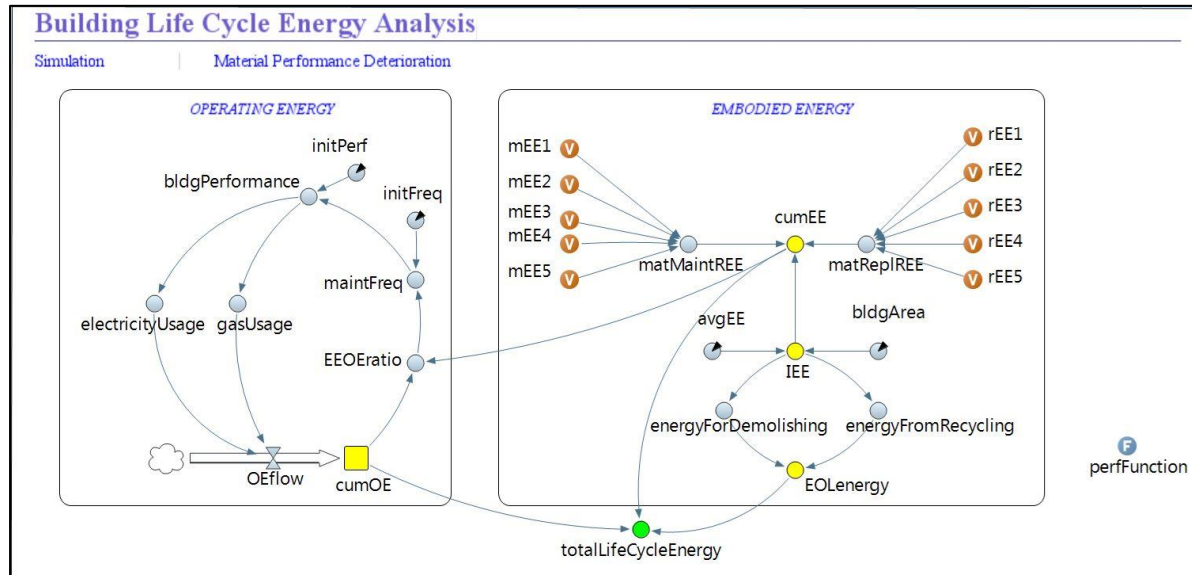 Building Life Cycle Energy Analysis
Simulation | Material Performance Deterioration
OPERATING ENERGY
initPerf
bldgPerformance
initFreq
maintFreq
electricityUsage
gasUsage
EEOEratio
OEflow
cumOE
EMBODIED ENERGY
mEE1 V
mEE2 V
mEE3 V
mEE4 V
mEE5 V
V rEE1
V rEE2
V rEE3
V rEE4
V rEE5
cumEE
matMaintREE
matReplREE
avgEE
bldgArea
IEE
energyForDemolishing
energyFromRecycling
EOLenergy
totalLifeCycleEnergy
F
perfFunction